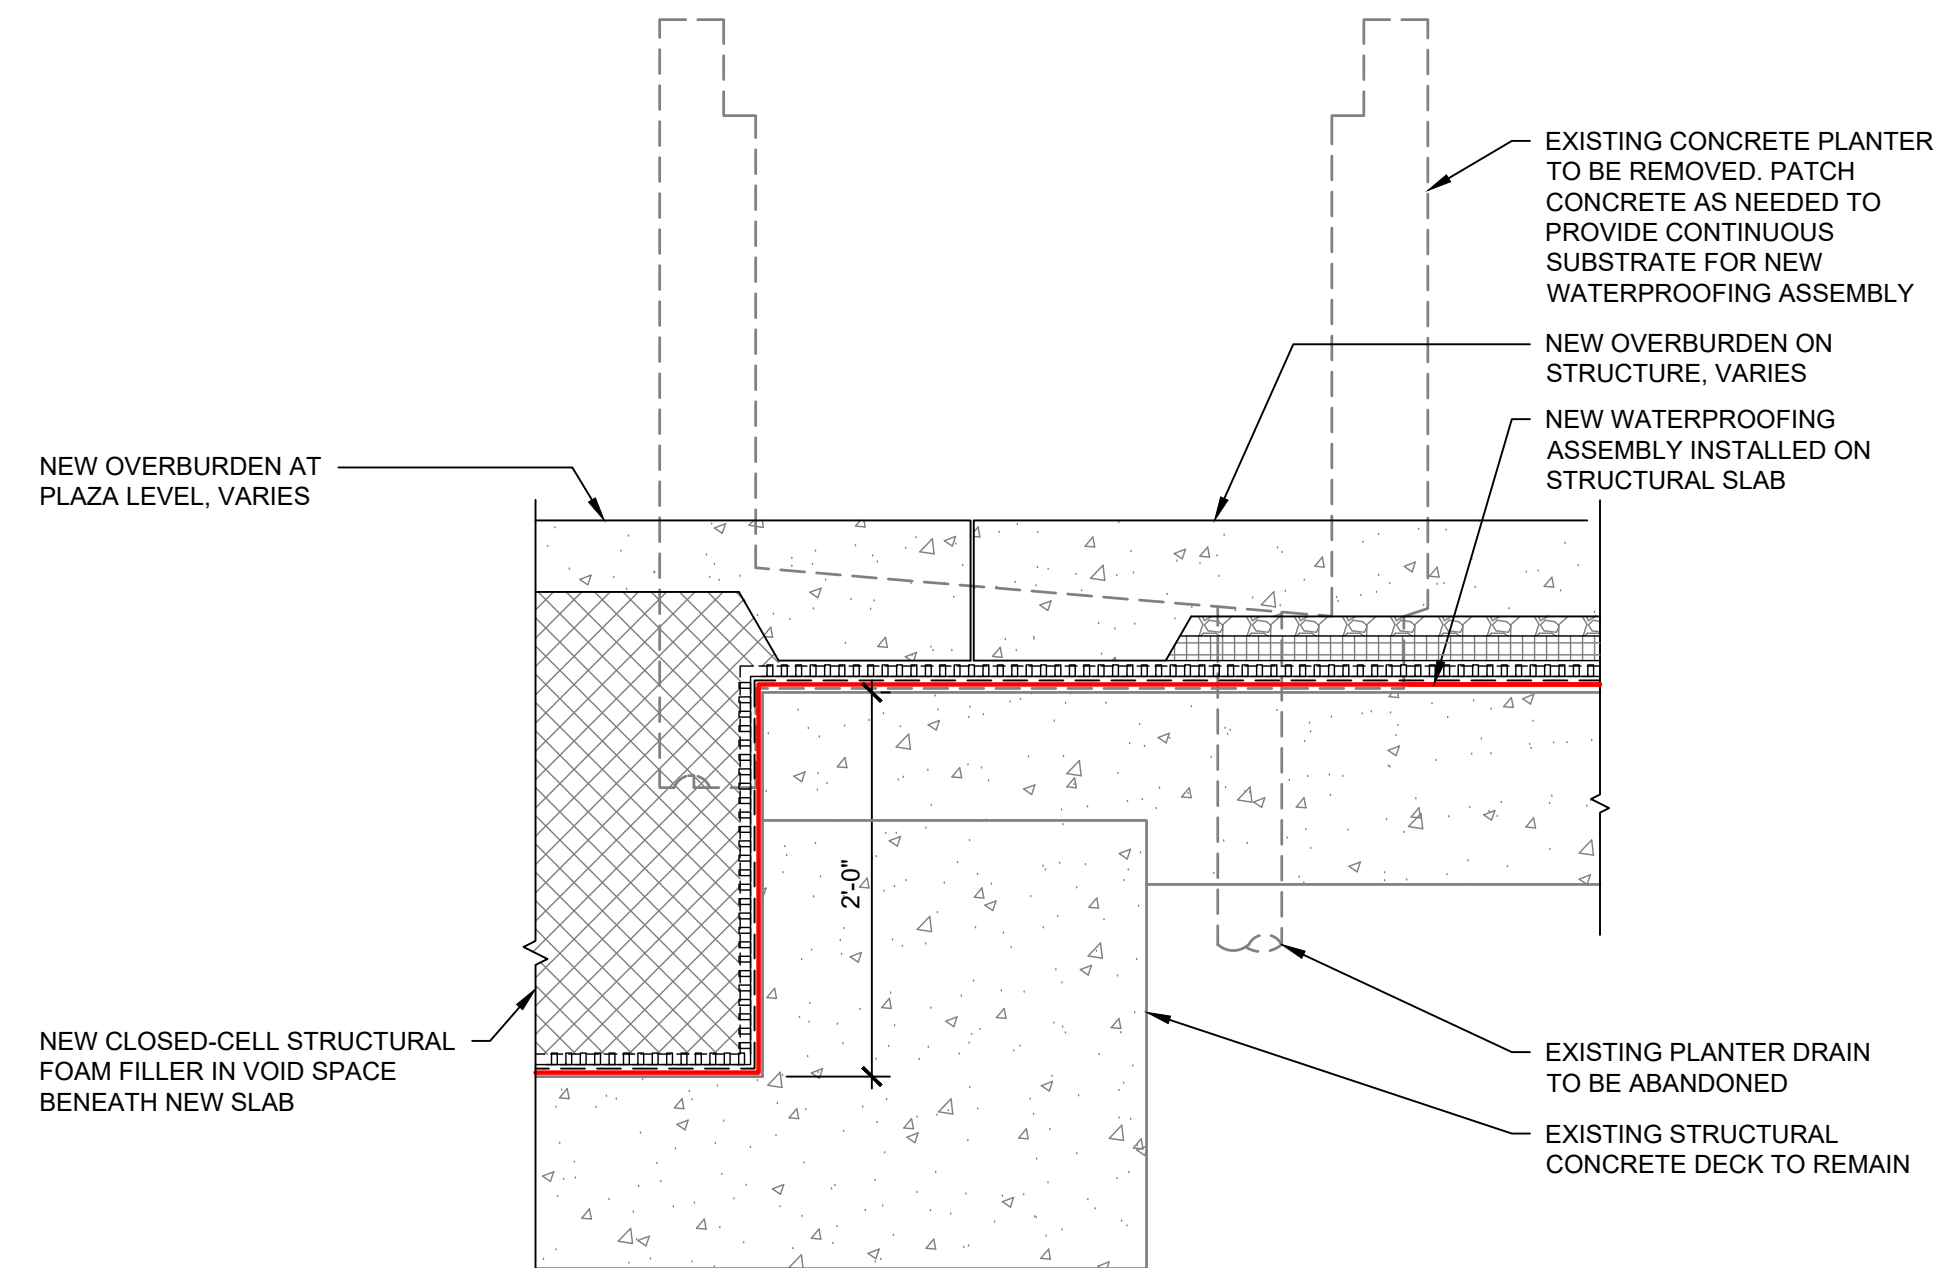 EXISTING CONCRETE PLANTER
TO BE REMOVED. PATCH
CONCRETE AS NEEDED TO
PROVIDE CONTINUOUS
SUBSTRATE FOR NEW
WATERPROOFING ASSEMBLY
NEW OVERBURDEN ON
STRUCTURE, VARIES
NEW WATERPROOFING
ASSEMBLY INSTALLED ON
STRUCTURAL SLAB
NEW OVERBURDEN AT
PLAZA LEVEL, VARIES
2'-0"
NEW CLOSED-CELL STRUCTURAL
FOAM FILLER IN VOID SPACE
BENEATH NEW SLAB
EXISTING PLANTER DRAIN
TO BE ABANDONED
EXISTING STRUCTURAL
CONCRETE DECK TO REMAIN